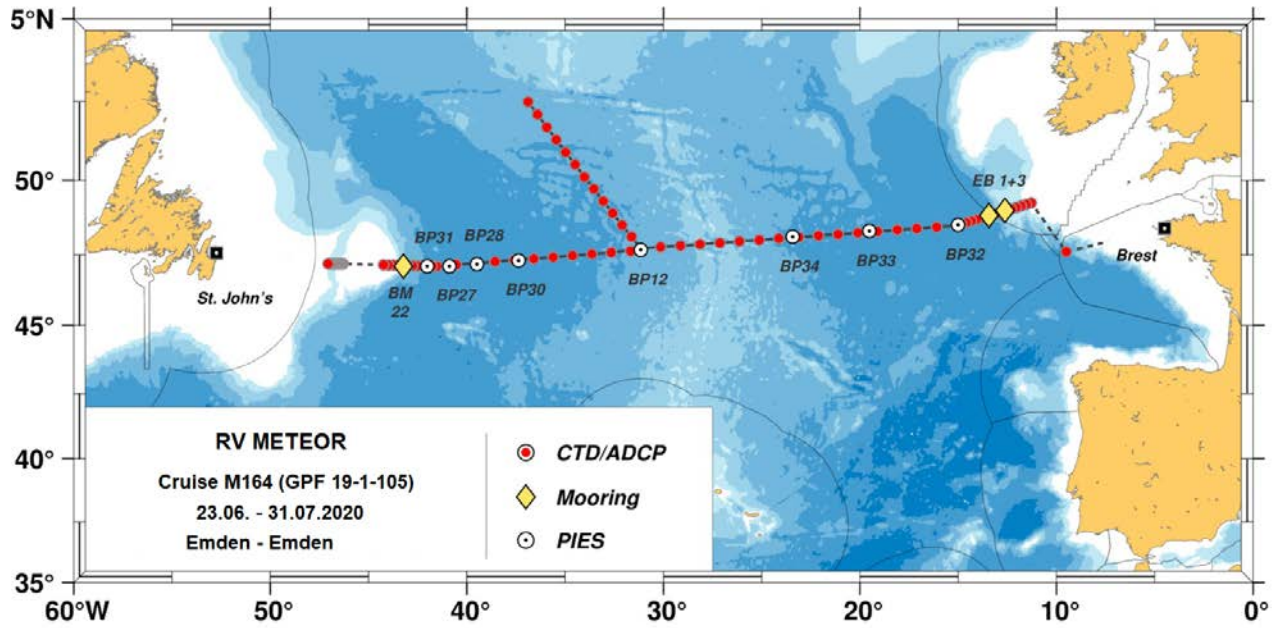 5°N
50°
45°
40°
35°
60°W
50°
40°
30°
20°
10°
0°
EB 1+3
BP31
BP28
St. John's
BM
22
BP27
BP30
BP12
BP34
BP33
BP32
Brest
RV METEOR
Cruise M164 (GPF 19-1-105)
23.06. - 31.07.2020
Emden - Emden
CTD/ADCP
Mooring
PIES